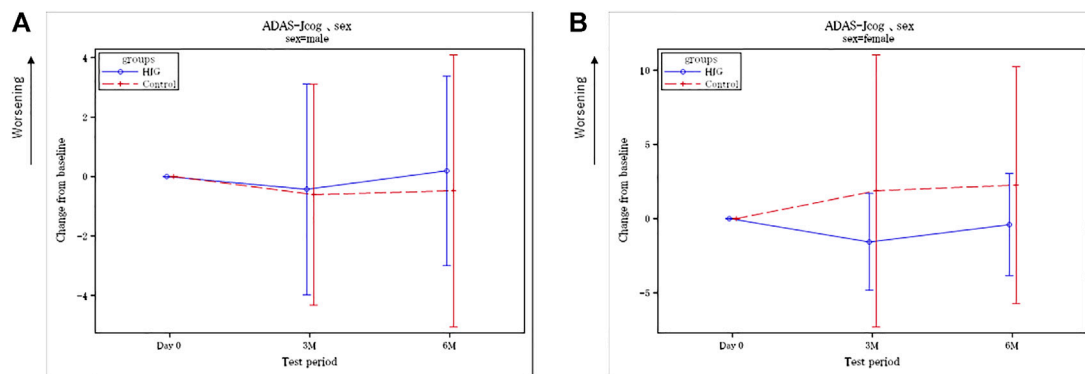 A
ADAS-Jcog 、sex
sex=male
Worsening
Change from baseline
groups
HJG
Control
4
2
0
-2
-4
Day 0
3M
6M
Test period
B
ADAS-Jcog 、sex
sex=female
Worsening
Change from baseline
groups
HJG
Control
10
5
0
-5
Day 0
3M
6M
Test period